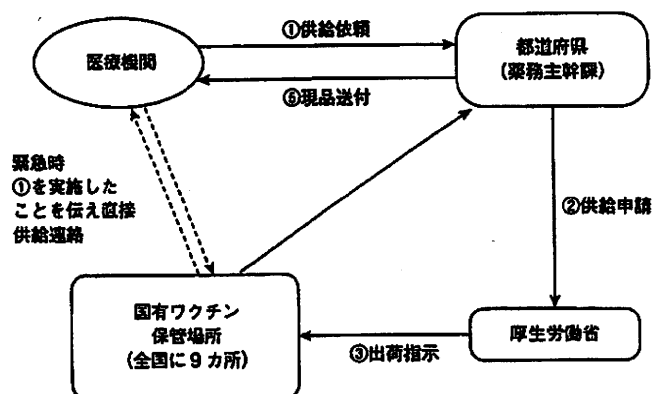 ①供給依頼
医療機関
都道府県
(薬務主幹課)
⑤現品送付
緊急時
①を実施した
ことを伝え直接
供給連絡
②供給申請
国有ワクチン
保管場所
(全国に9カ所)
厚生労働省
③出荷指示